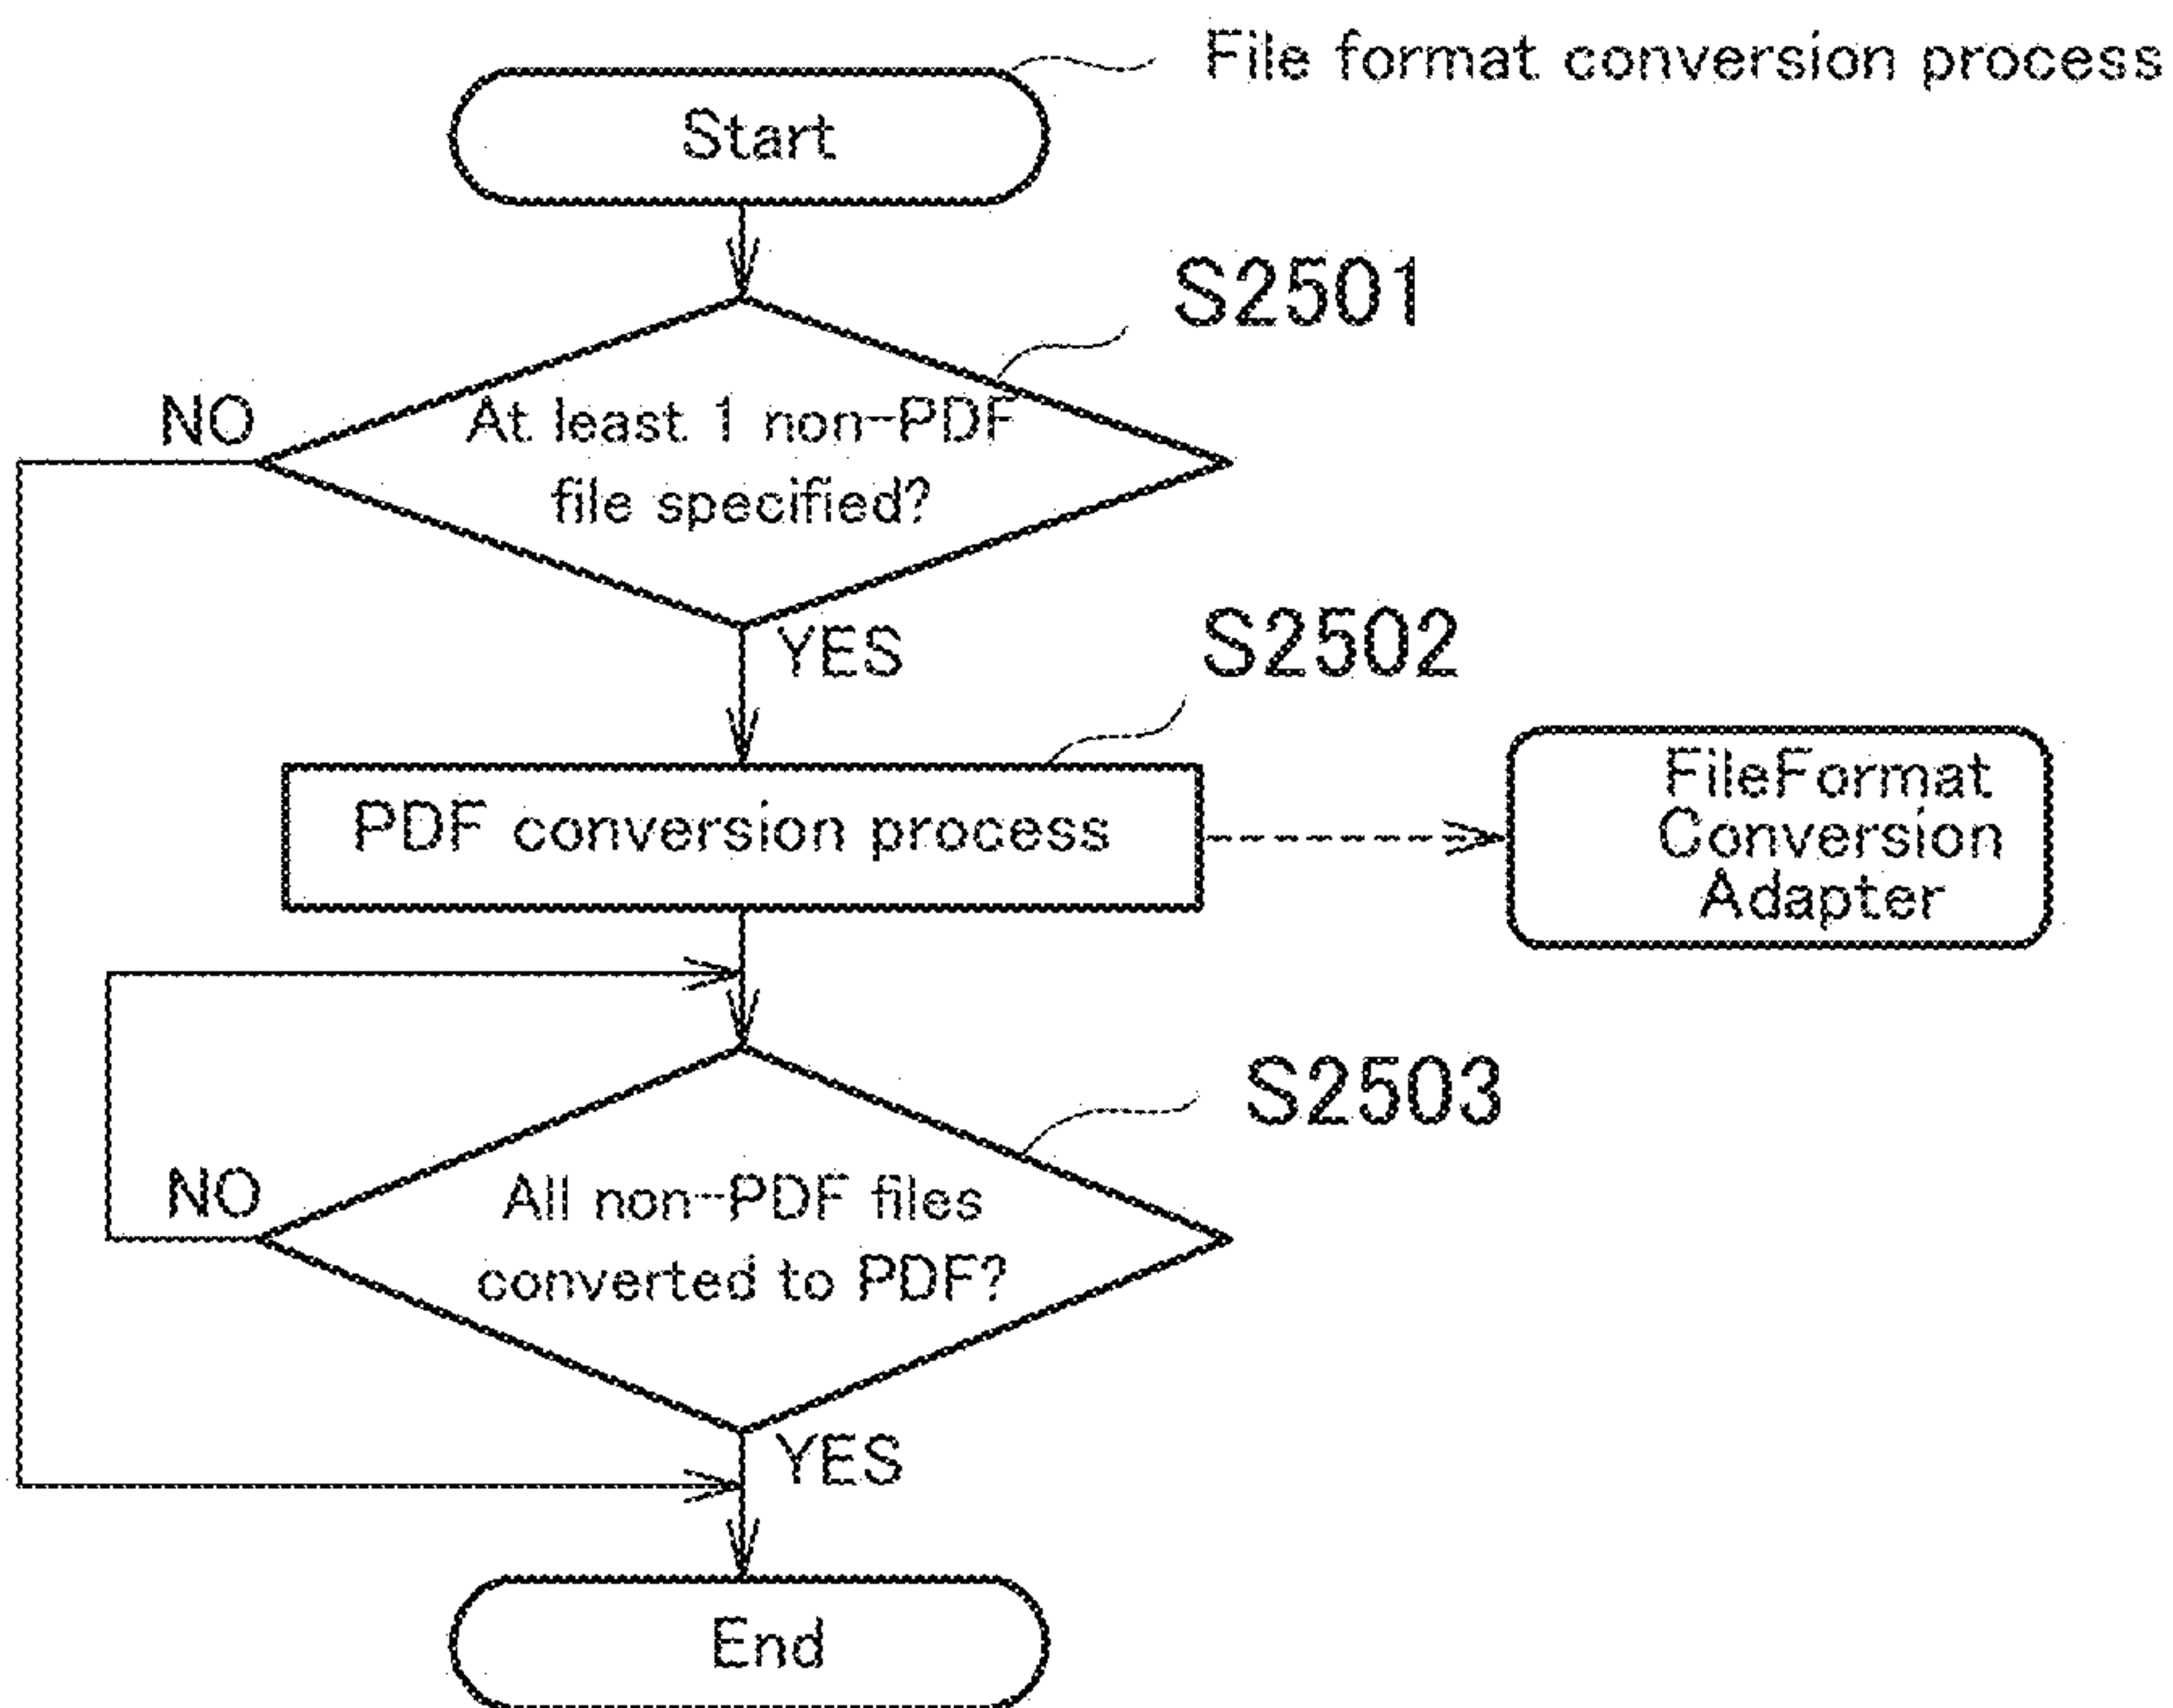 File format conversion process
Start
S2501
NO
At least 1 non-PDF
file specified?
YES
S2502
PDF conversion process
FileFormat
Conversion
Adapter
S2503
NO
All non-PDF files
converted to PDF?
YES
End